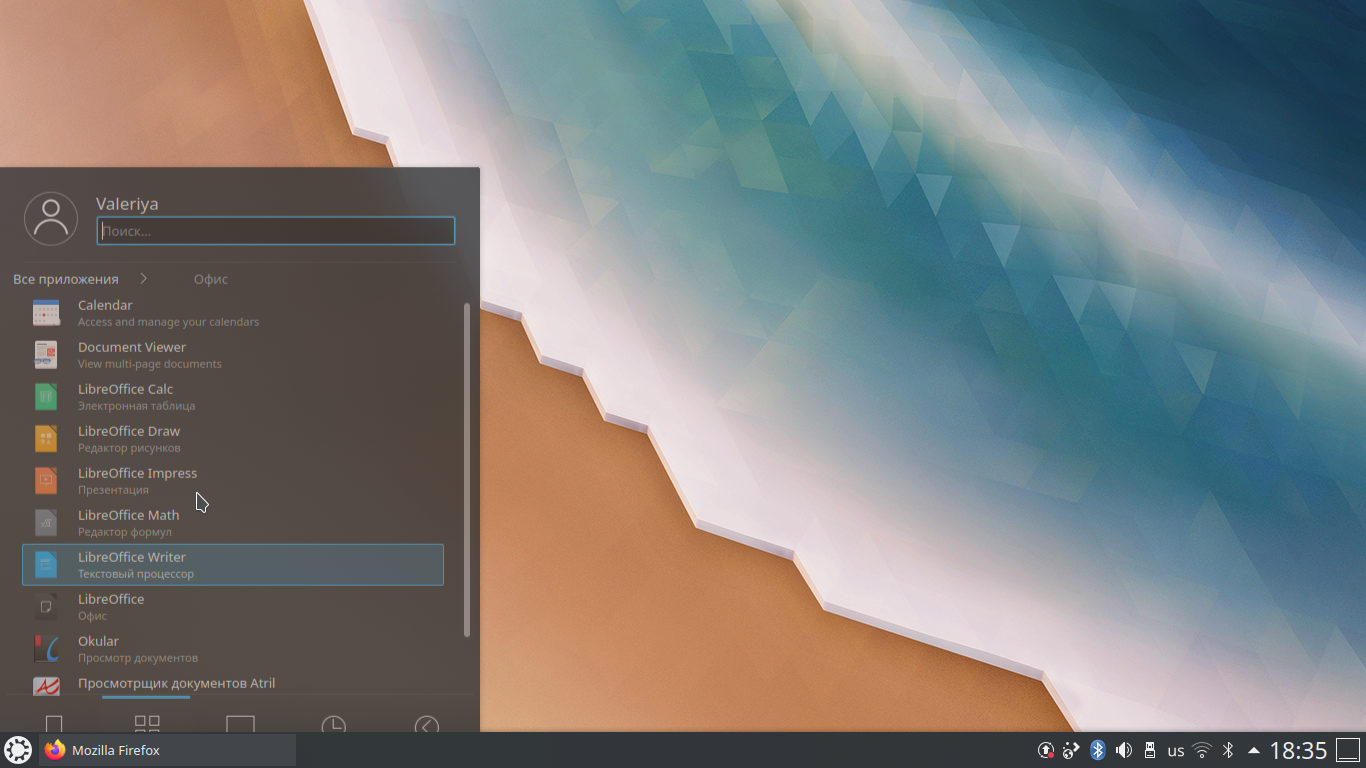 Valeriya
Поиск...
Все приложения
Офис
Calendar
Access and manage your calendars
Document Viewer
View multi-page documents
LibreOffice Calc
Электронная таблица
LibreOffice Draw
Редактор рисунков
LibreOffice Impress
Презентация
LibreOffice Math
Редактор формул
LibreOffice Writer
Текстовый процессор
LibreOffice
Офис
Okular
Просмотр документов
Просмотрщик документов Atril
Mozilla Firefox
us
18:35